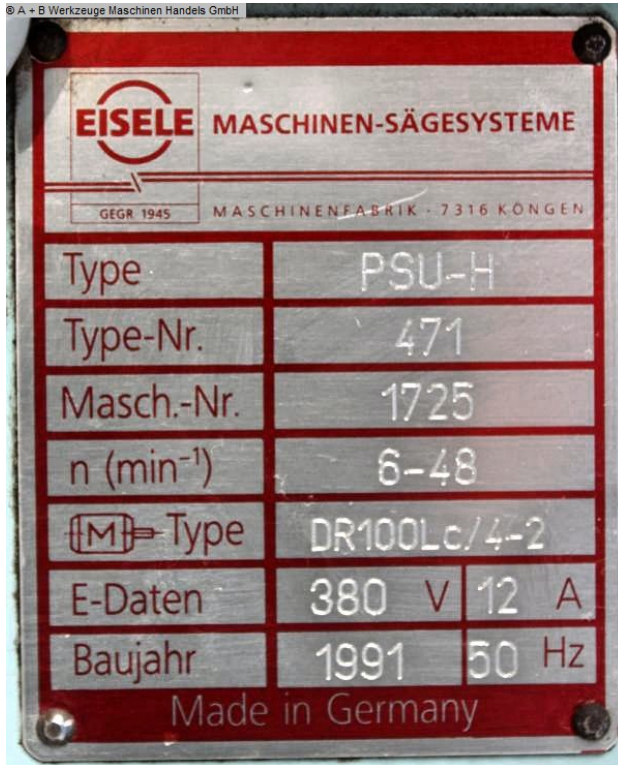 ® A + B Werkzeuge Maschinen Handels GmbH
EISELE MASCHINEN-SÄGESYSTEME
GEGR 1945 MASCHINENFABRIK · 7316 KÖNGEN
Type PSU-H
Type-Nr. 471
Masch.-Nr. 1725
n (min⁻¹) 6-48
M Type DR100Lc/4-2
E-Daten 380 V 12 A
Baujahr 1991 50 Hz
Made in Germany